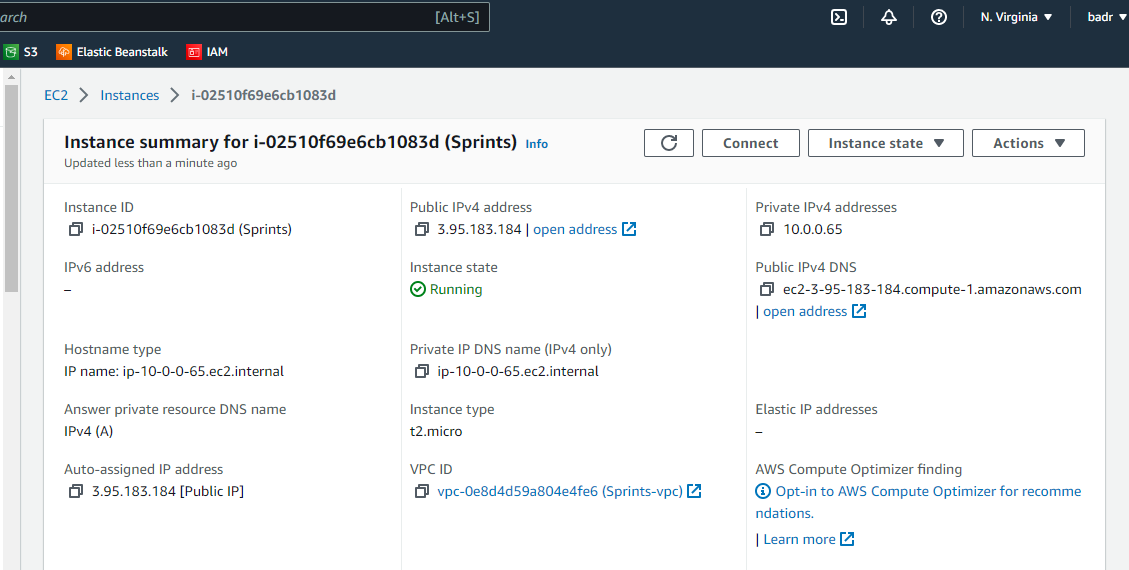 arch [Alt+S] N. Virginia ▼ badr ▼
S3 Elastic Beanstalk IAM
EC2 > Instances > i-02510f69e6cb1083d
Instance summary for i-02510f69e6cb1083d (Sprints) Info
Updated less than a minute ago
Connect Instance state ▼ Actions ▼
Instance ID
i-02510f69e6cb1083d (Sprints)
Public IPv4 address
3.95.183.184 | open address
Private IPv4 addresses
10.0.0.65
IPv6 address
–
Instance state
Running
Public IPv4 DNS
ec2-3-95-183-184.compute-1.amazonaws.com
| open address
Hostname type
IP name: ip-10-0-0-65.ec2.internal
Private IP DNS name (IPv4 only)
ip-10-0-0-65.ec2.internal
Answer private resource DNS name
IPv4 (A)
Instance type
t2.micro
Elastic IP addresses
–
Auto-assigned IP address
3.95.183.184 [Public IP]
VPC ID
vpc-0e8d4d59a804e4fe6 (Sprints-vpc)
AWS Compute Optimizer finding
Opt-in to AWS Compute Optimizer for recomme
ndations.
| Learn more